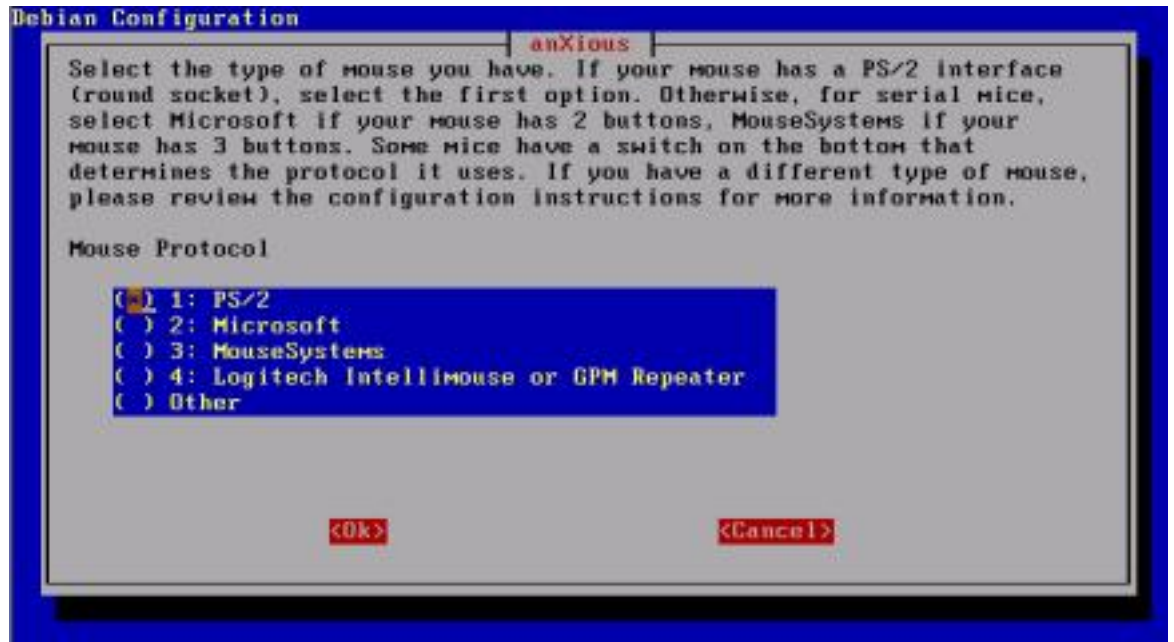 Debian Configuration
anXious
Select the type of mouse you have. If your mouse has a PS/2 interface
(round socket), select the first option. Otherwise, for serial mice,
select Microsoft if your mouse has 2 buttons, MouseSystems if your
mouse has 3 buttons. Some mice have a switch on the bottom that
determines the protocol it uses. If you have a different type of mouse,
please review the configuration instructions for more information.
Mouse Protocol
(*) 1: PS/2
( ) 2: Microsoft
( ) 3: MouseSystems
( ) 4: Logitech Intellimouse or GPM Repeater
( ) Other
<Ok> <Cancel>